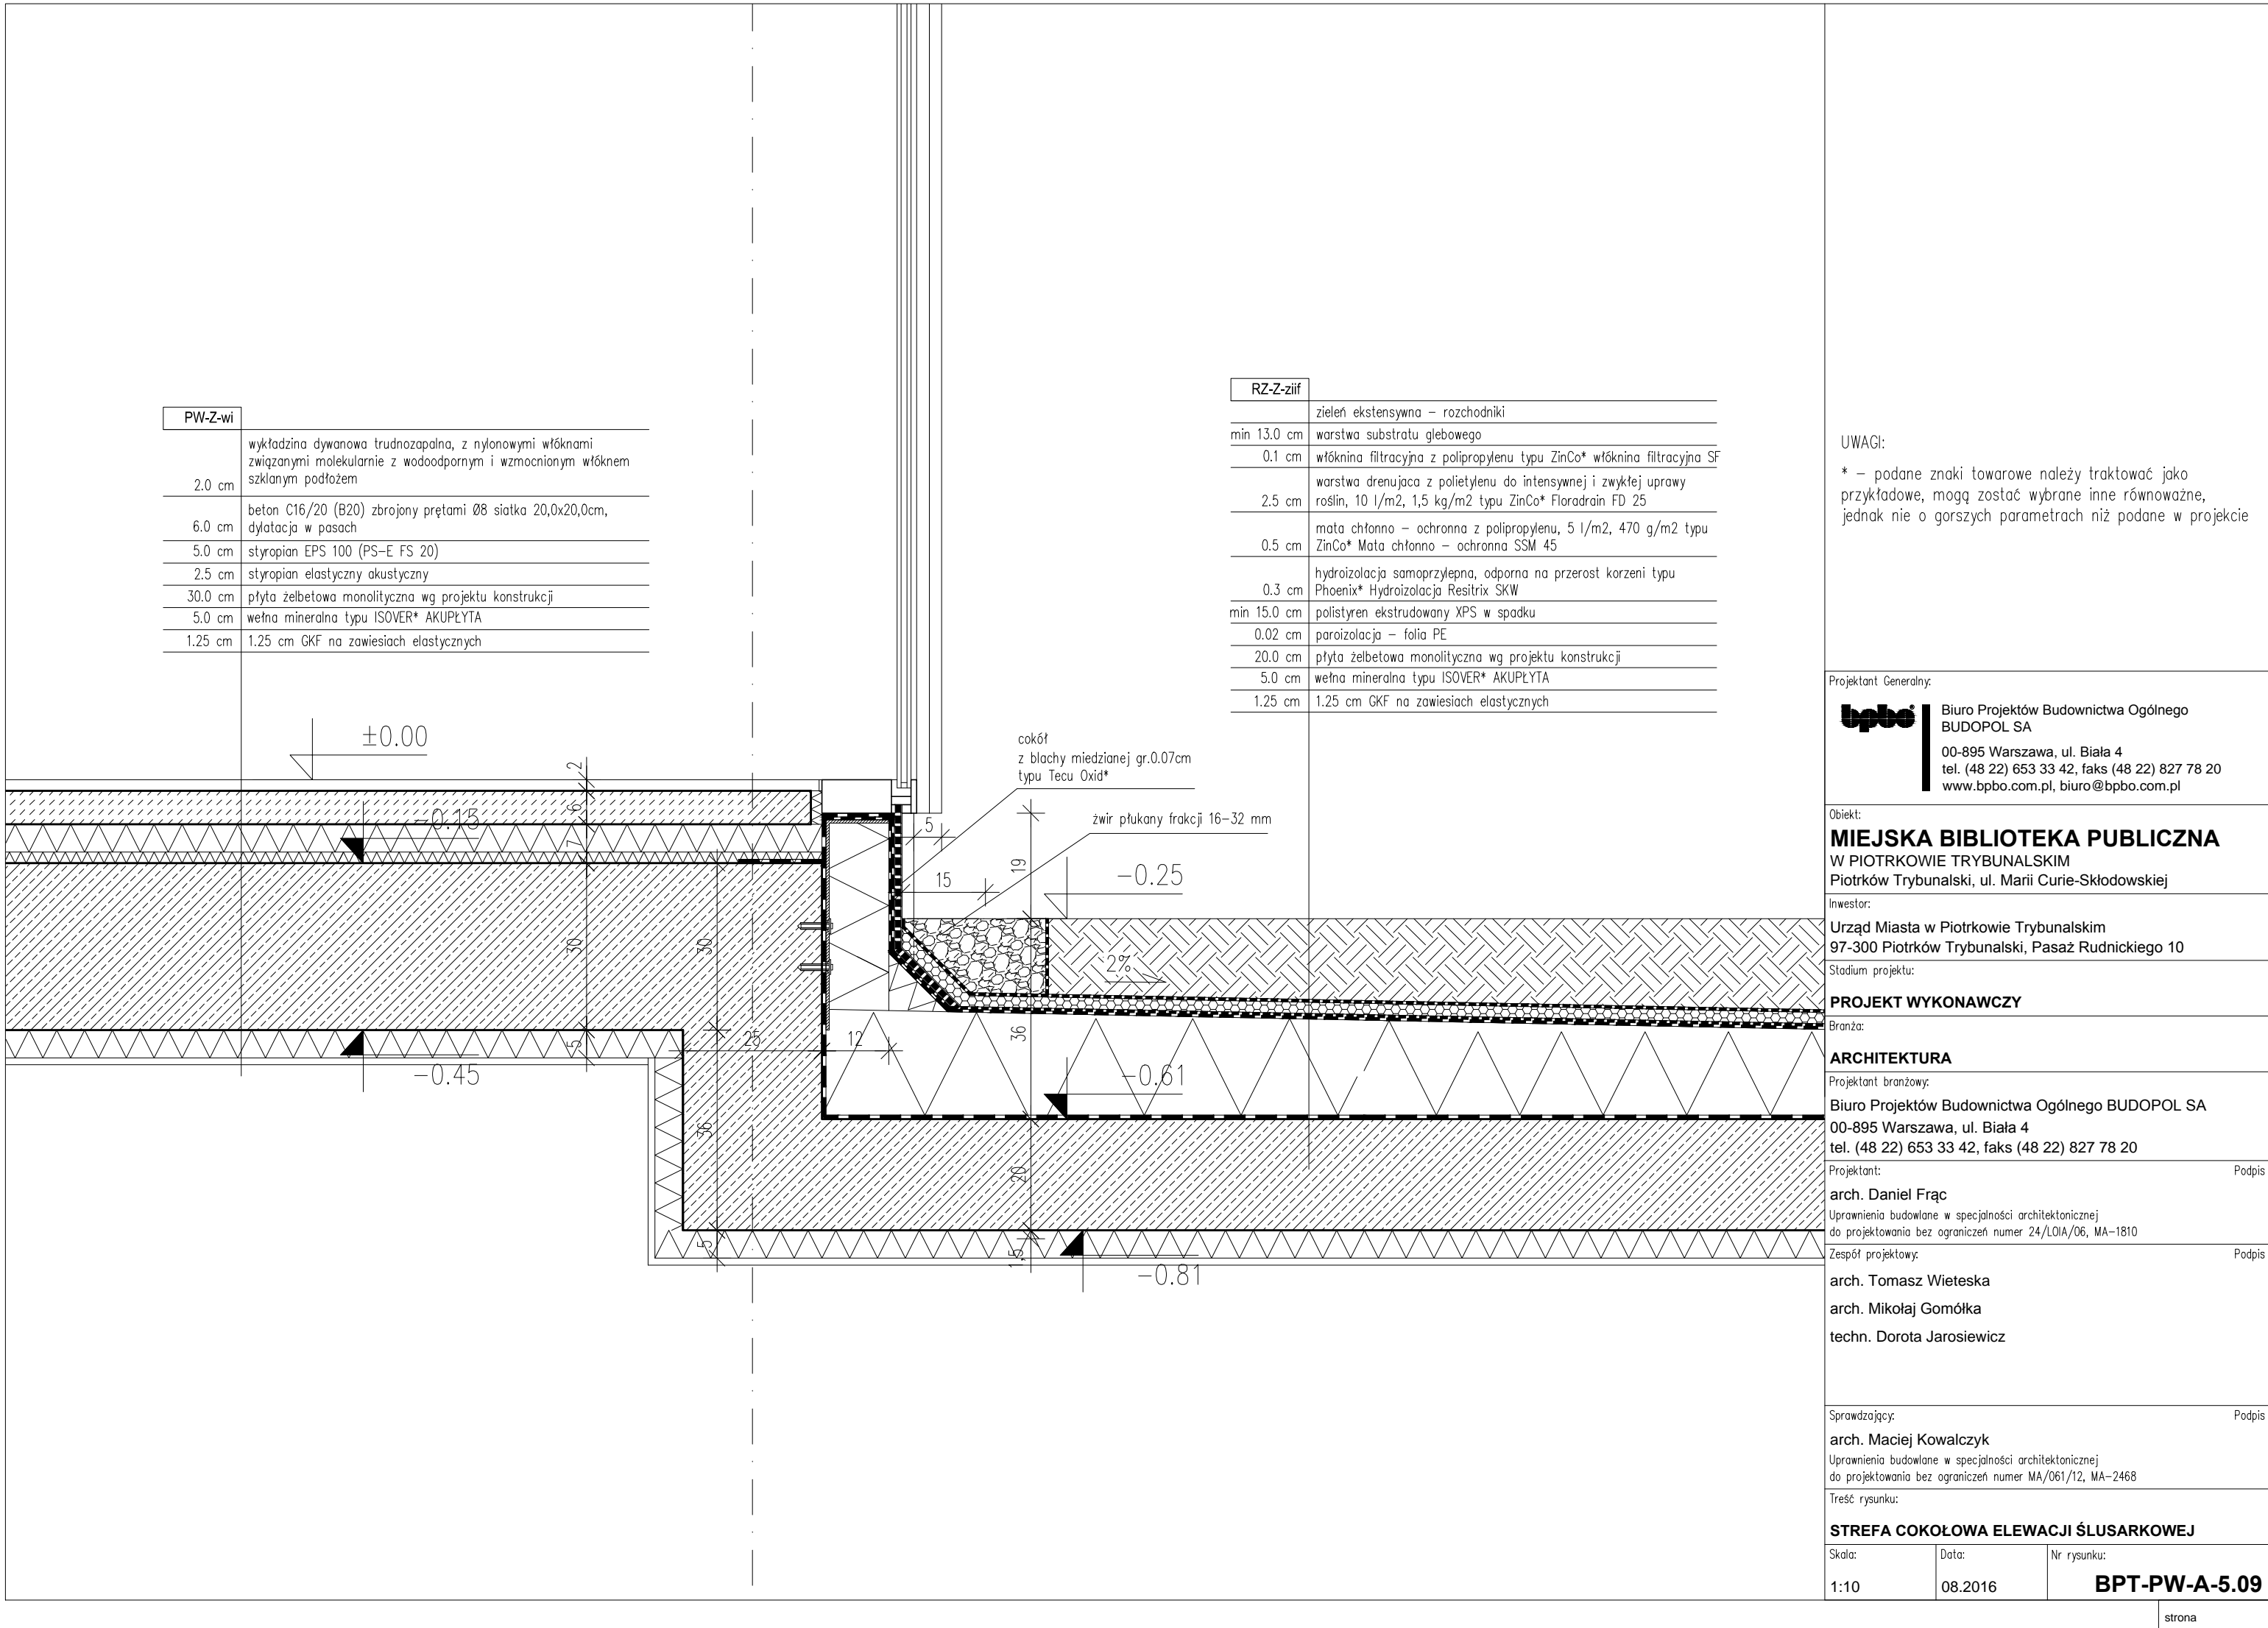 PW-Z-wi
wykładzina dywanowa trudnozapalna, z nylonowymi włóknami
związanymi molekularnie z wodoodpornym i wzmocnionym włóknem
2.0 cm szklanym podłożem
beton C16/20 (B20) zbrojony prętami Ø8 siatka 20,0x20,0cm,
6.0 cm dylatacja w pasach
5.0 cm styropian EPS 100 (PS-E FS 20)
2.5 cm styropian elastyczny akustyczny
30.0 cm płyta żelbetowa monolityczna wg projektu konstrukcji
5.0 cm wełna mineralna typu ISOVER* AKUPŁYTA
1.25 cm 1.25 cm GKF na zawiesiach elastycznych
RZ-Z-ziif
zieleń ekstensywna – rozchodniki
min 13.0 cm warstwa substratu glebowego
0.1 cm włóknina filtracyjna z polipropylenu typu ZinCo* włóknina filtracyjna SF
warstwa drenujaca z polietylenu do intensywnej i zwykłej uprawy
2.5 cm roślin, 10 l/m2, 1,5 kg/m2 typu ZinCo* Floradrain FD 25
mata chłonno – ochronna z polipropylenu, 5 l/m2, 470 g/m2 typu
0.5 cm ZinCo* Mata chłonno – ochronna SSM 45
hydroizolacja samoprzylepna, odporna na przerost korzeni typu
0.3 cm Phoenix* Hydroizolacja Resitrix SKW
min 15.0 cm polistyren ekstrudowany XPS w spadku
0.02 cm paroizolacja – folia PE
20.0 cm płyta żelbetowa monolityczna wg projektu konstrukcji
5.0 cm wełna mineralna typu ISOVER* AKUPŁYTA
1.25 cm 1.25 cm GKF na zawiesiach elastycznych
±0.00
-0.15
-0.45
2
6
7
30
5
30
36
5
25
12
cokół
z blachy miedzianej gr.0.07cm
typu Tecu Oxid*
żwir płukany frakcji 16-32 mm
5
15
19
-0.25
2%
36
-0.61
20
1,5
-0.81
UWAGI:
* – podane znaki towarowe należy traktować jako
przykładowe, mogą zostać wybrane inne równoważne,
jednak nie o gorszych parametrach niż podane w projekcie
Projektant Generalny:
bpbo
Biuro Projektów Budownictwa Ogólnego
BUDOPOL SA
00-895 Warszawa, ul. Biała 4
tel. (48 22) 653 33 42, faks (48 22) 827 78 20
www.bpbo.com.pl, biuro@bpbo.com.pl
Obiekt:
MIEJSKA BIBLIOTEKA PUBLICZNA
W PIOTRKOWIE TRYBUNALSKIM
Piotrków Trybunalski, ul. Marii Curie-Skłodowskiej
Inwestor:
Urząd Miasta w Piotrkowie Trybunalskim
97-300 Piotrków Trybunalski, Pasaż Rudnickiego 10
Stadium projektu:
PROJEKT WYKONAWCZY
Branża:
ARCHITEKTURA
Projektant branżowy:
Biuro Projektów Budownictwa Ogólnego BUDOPOL SA
00-895 Warszawa, ul. Biała 4
tel. (48 22) 653 33 42, faks (48 22) 827 78 20
Projektant: Podpis
arch. Daniel Frąc
Uprawnienia budowlane w specjalności architektonicznej
do projektowania bez ograniczeń numer 24/LOIA/06, MA-1810
Zespół projektowy: Podpis
arch. Tomasz Wieteska
arch. Mikołaj Gomółka
techn. Dorota Jarosiewicz
Sprawdzający: Podpis
arch. Maciej Kowalczyk
Uprawnienia budowlane w specjalności architektonicznej
do projektowania bez ograniczeń numer MA/061/12, MA-2468
Treść rysunku:
STREFA COKOŁOWA ELEWACJI ŚLUSARKOWEJ
Skala: Data: Nr rysunku:
1:10 08.2016 BPT-PW-A-5.09
strona